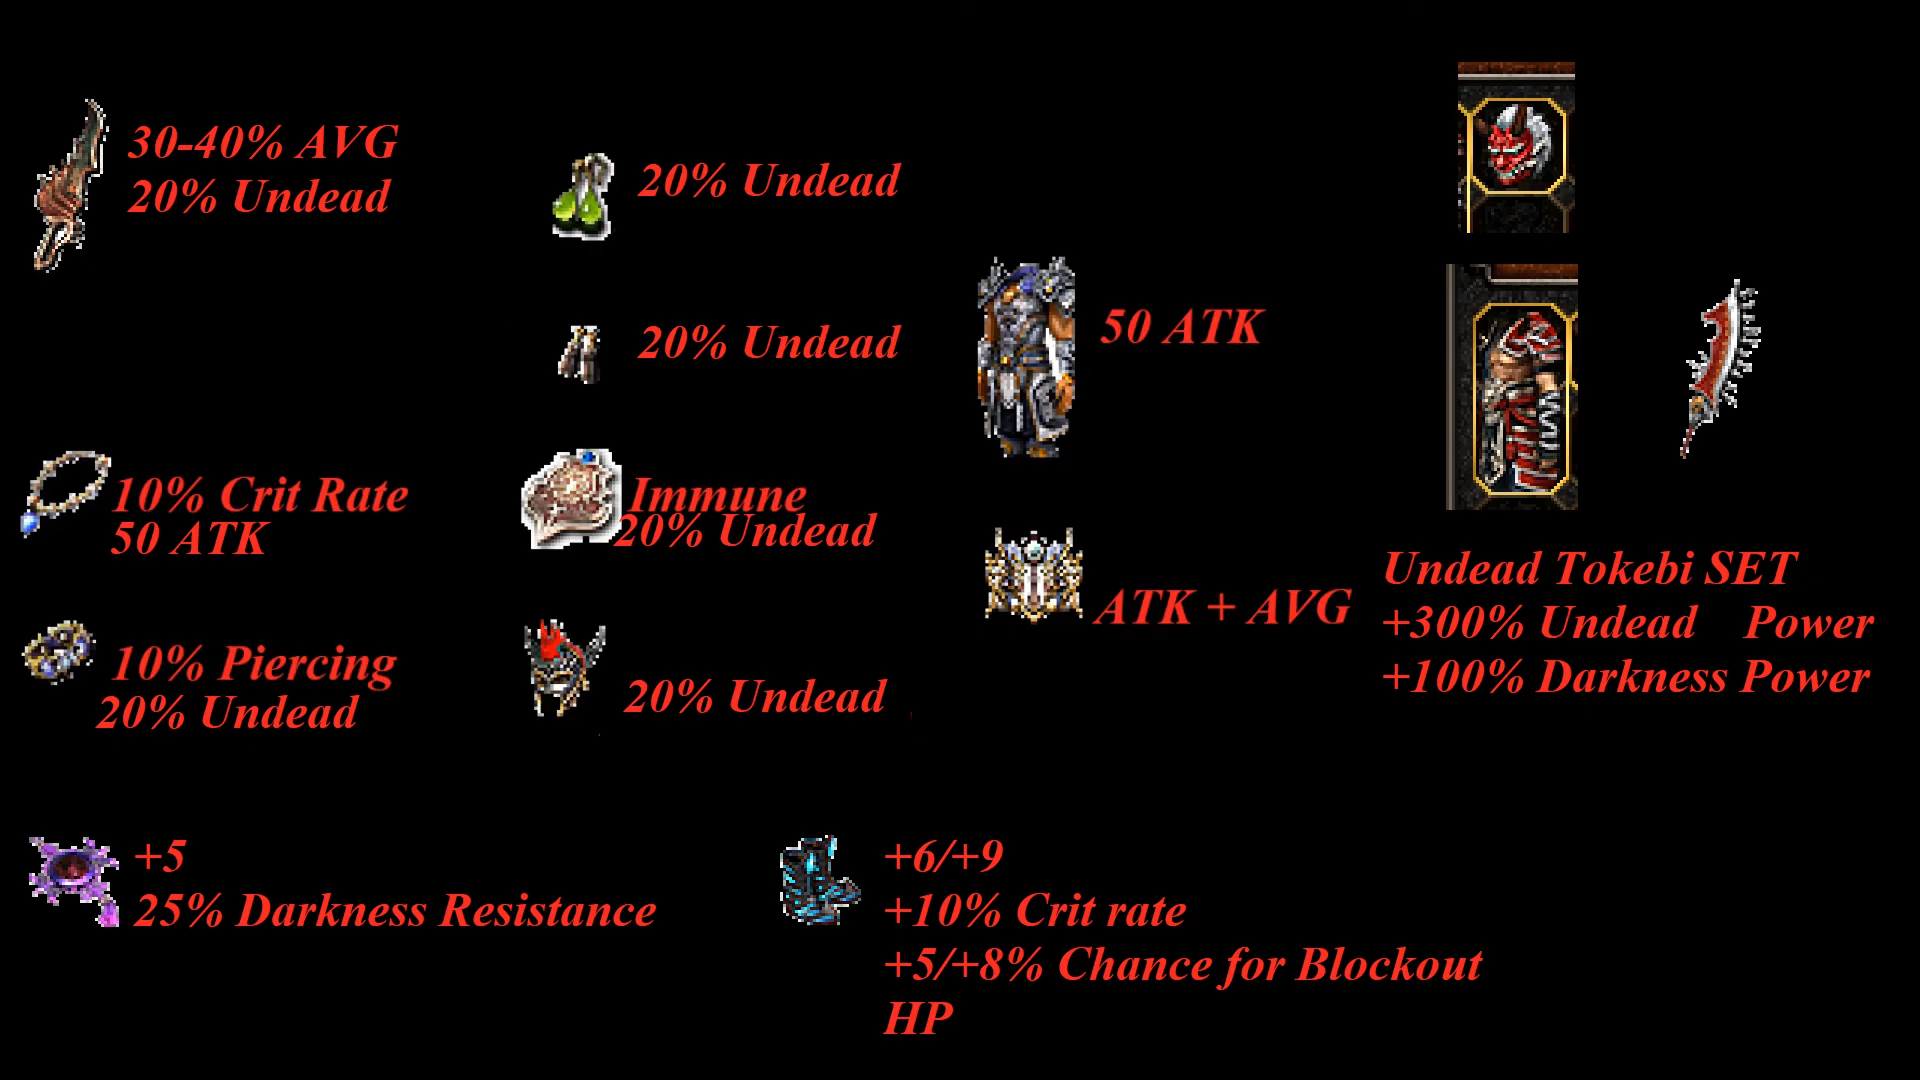 30-40% AVG
20% Undead
20% Undead
20% Undead
50 ATK
10% Crit Rate
50 ATK
Immune
20% Undead
10% Piercing
20% Undead
20% Undead
ATK + AVG
Undead Tokebi SET
+300% Undead Power
+100% Darkness Power
+5
25% Darkness Resistance
+6/+9
+10% Crit rate
+5/+8% Chance for Blockout
HP